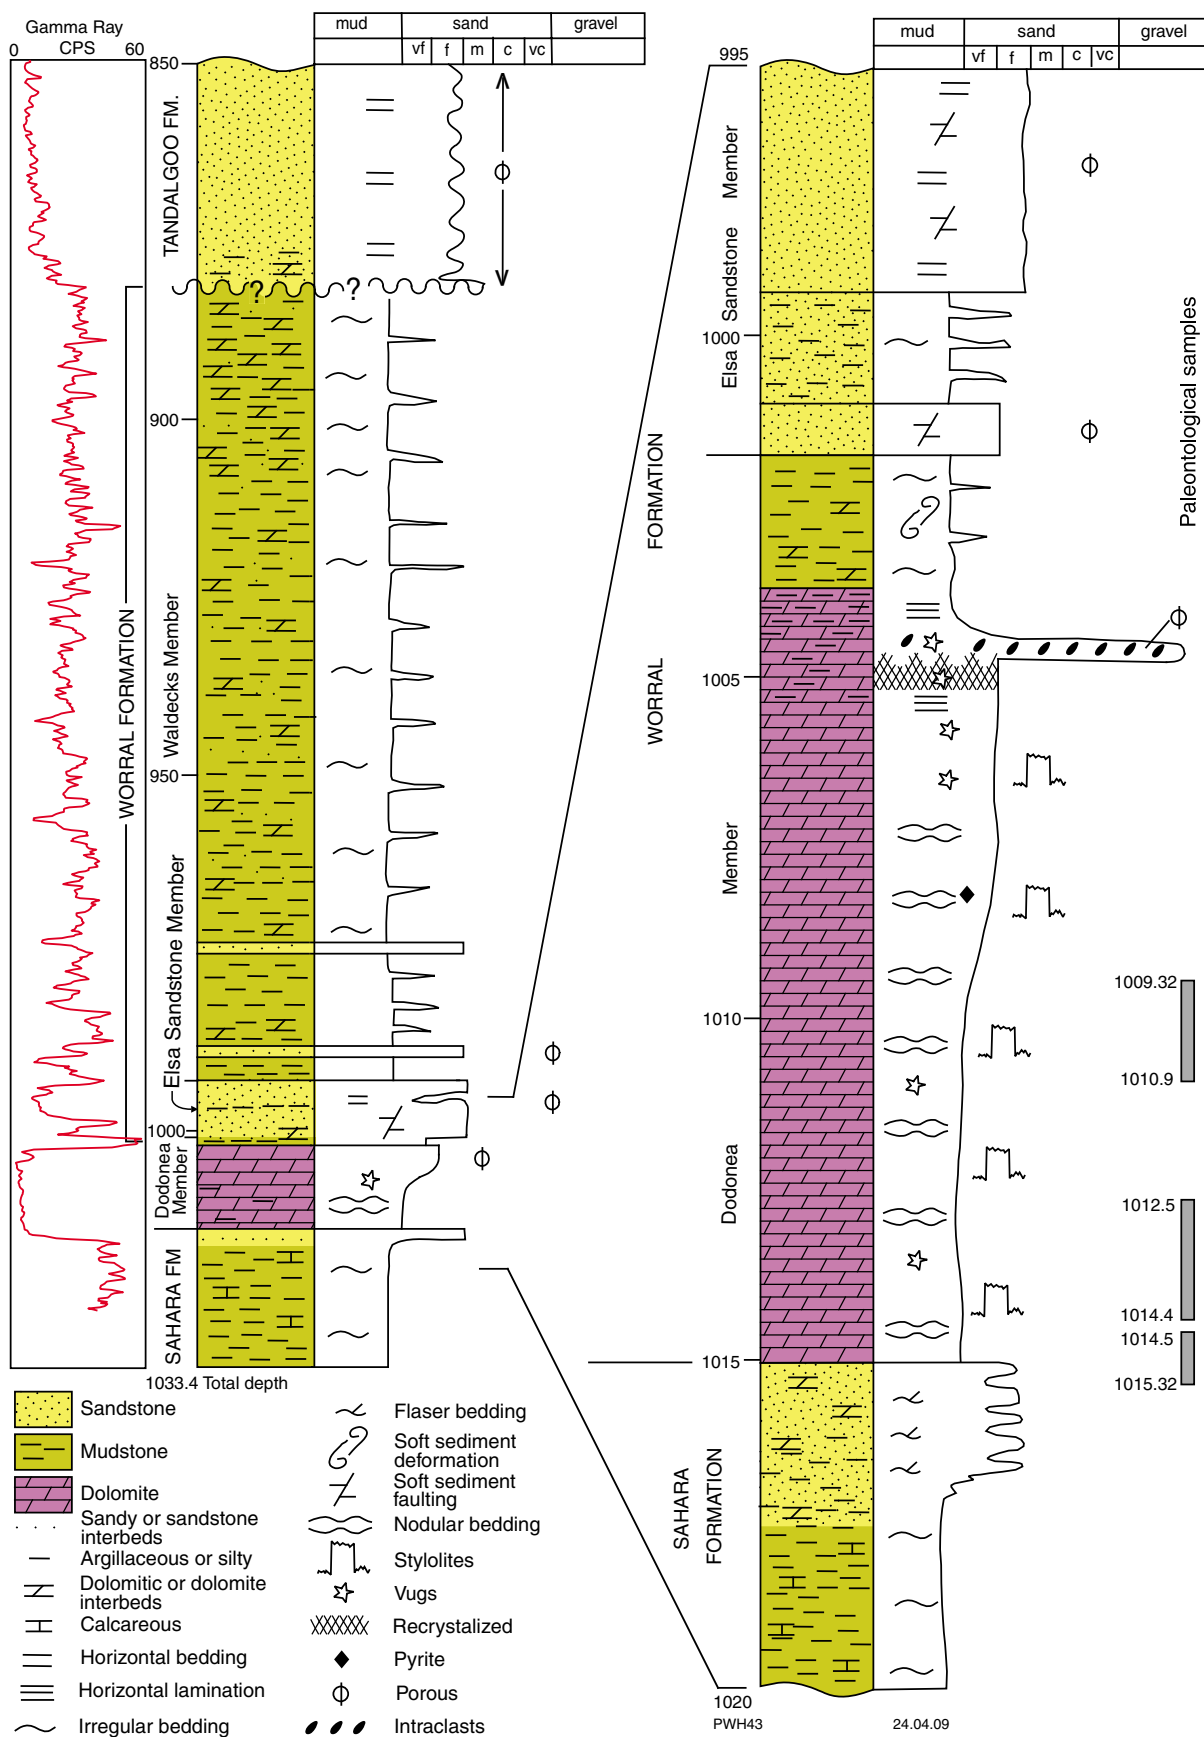 Gamma Ray
CPS
0
60
mud
sand
gravel
vf
f
m
c
vc
850
900
950
1000
TANDALGOO FM.
WORRAL FORMATION
Waldecks Member
Elsa Sandstone Member
Dodonea
Member
SAHARA FM
?
?
ϕ
ϕ
ϕ
ϕ
1033.4 Total depth
mud
sand
gravel
vf
f
m
c
vc
995
1000
1005
1010
1015
1020
Elsa Sandstone Member
WORRAL FORMATION
Dodonea Member
SAHARA
FORMATION
ϕ
ϕ
ϕ
Paleontological samples
1009.32
1010.9
1012.5
1014.4
1014.5
1015.32
Sandstone
Mudstone
Dolomite
Sandy or sandstone
interbeds
Argillaceous or silty
Dolomitic or dolomite
interbeds
Calcareous
Horizontal bedding
Horizontal lamination
Irregular bedding
Flaser bedding
Soft sediment
deformation
Soft sediment
faulting
Nodular bedding
Stylolites
Vugs
Recrystalized
Pyrite
ϕ Porous
Intraclasts
PWH43
24.04.09